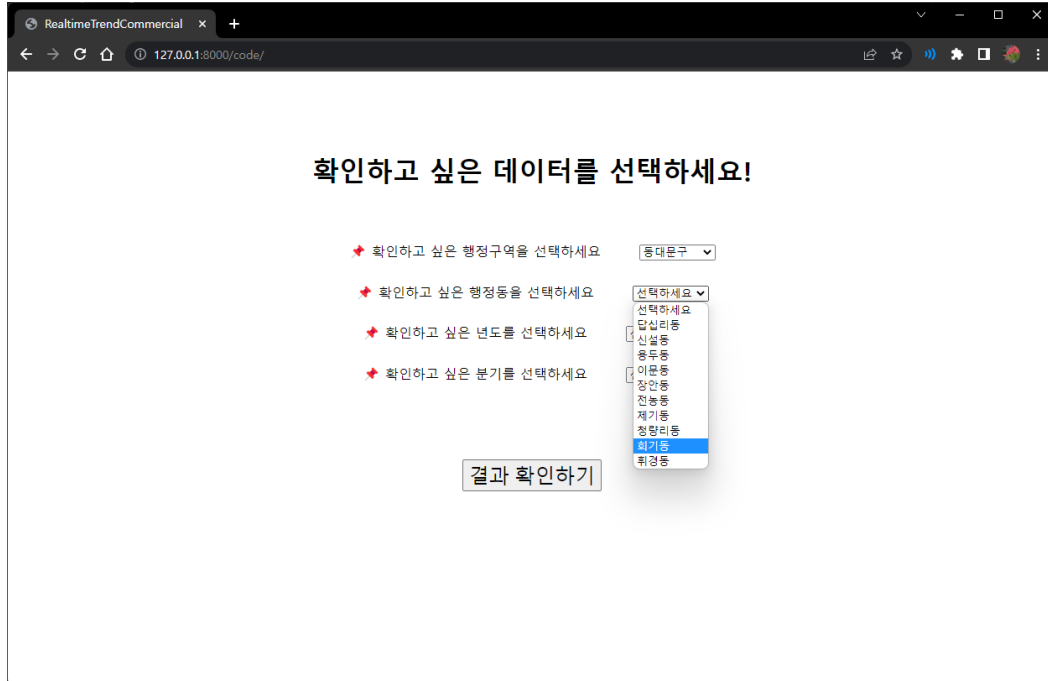 RealtimeTrendCommercial
127.0.0.1:8000/code/
확인하고 싶은 데이터를 선택하세요!
확인하고 싶은 행정구역을 선택하세요 동대문구
확인하고 싶은 행정동을 선택하세요 선택하세요
선택하세요
답십리동
신설동
확인하고 싶은 년도를 선택하세요
용두동
이문동
확인하고 싶은 분기를 선택하세요
장안동
전농동
제기동
청량리동
회기동
휘경동
결과 확인하기